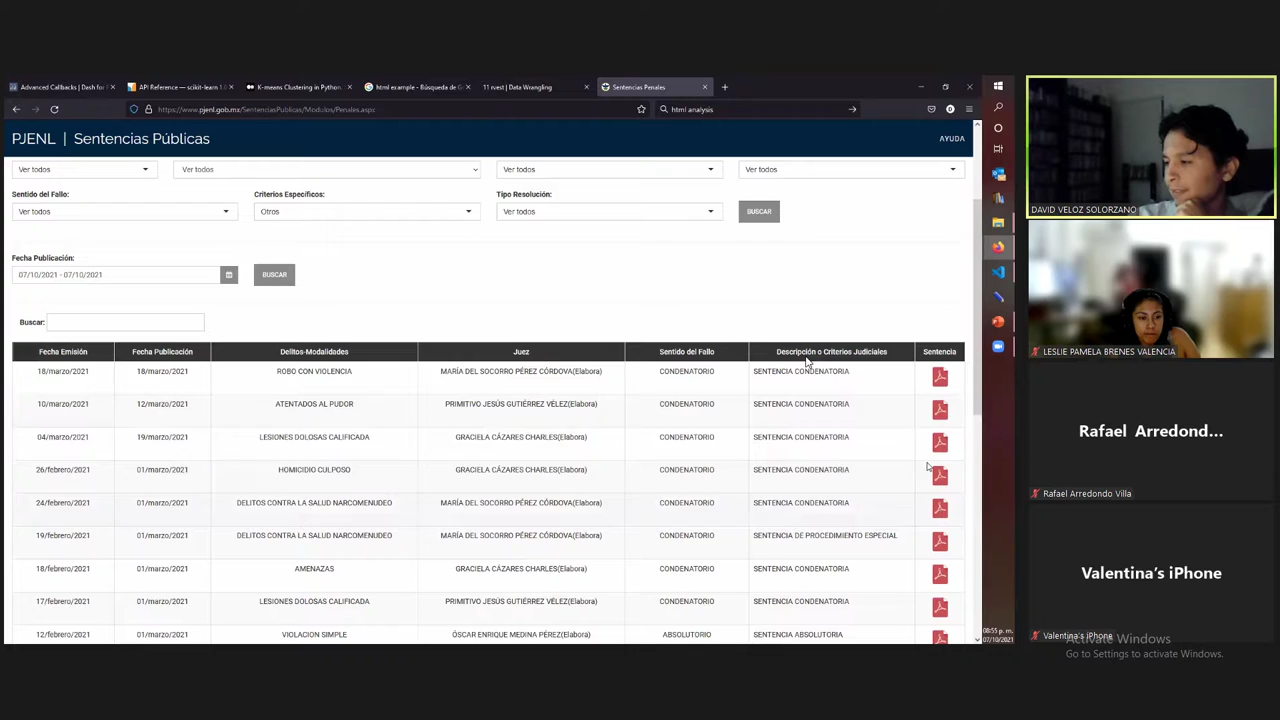 Advanced Callbacks | Dash for P
API Reference — scikit-learn 1.0
K-means Clustering in Python.
html example - Búsqueda de G
11 rvest | Data Wrangling
Sentencias Penales
https://www.pjenl.gob.mx/SentenciasPublicas/Modulos/Penales.aspx
html analysis
PJENL | Sentencias Públicas
AYUDA
Ver todos Ver todos Ver todos Ver todos
Sentido del Fallo: Criterios Específicos: Tipo Resolución:
Ver todos Otros Ver todos BUSCAR
Fecha Publicación:
07/10/2021 - 07/10/2021 BUSCAR
Buscar:
Fecha Emisión Fecha Publicación Delitos-Modalidades Juez Sentido del Fallo Descripción o Criterios Judiciales Sentencia
18/marzo/2021 18/marzo/2021 ROBO CON VIOLENCIA MARÍA DEL SOCORRO PÉREZ CÓRDOVA(Elabora) CONDENATORIO SENTENCIA CONDENATORIA
10/marzo/2021 12/marzo/2021 ATENTADOS AL PUDOR PRIMITIVO JESÚS GUTIÉRREZ VÉLEZ(Elabora) CONDENATORIO SENTENCIA CONDENATORIA
04/marzo/2021 19/marzo/2021 LESIONES DOLOSAS CALIFICADA GRACIELA CÁZARES CHARLES(Elabora) CONDENATORIO SENTENCIA CONDENATORIA
26/febrero/2021 01/marzo/2021 HOMICIDIO CULPOSO GRACIELA CÁZARES CHARLES(Elabora) CONDENATORIO SENTENCIA CONDENATORIA
24/febrero/2021 01/marzo/2021 DELITOS CONTRA LA SALUD NARCOMENUDEO MARÍA DEL SOCORRO PÉREZ CÓRDOVA(Elabora) CONDENATORIO SENTENCIA CONDENATORIA
19/febrero/2021 01/marzo/2021 DELITOS CONTRA LA SALUD NARCOMENUDEO MARÍA DEL SOCORRO PÉREZ CÓRDOVA(Elabora) CONDENATORIO SENTENCIA DE PROCEDIMIENTO ESPECIAL
18/febrero/2021 01/marzo/2021 AMENAZAS GRACIELA CÁZARES CHARLES(Elabora) CONDENATORIO SENTENCIA CONDENATORIA
17/febrero/2021 01/marzo/2021 LESIONES DOLOSAS CALIFICADA PRIMITIVO JESÚS GUTIÉRREZ VÉLEZ(Elabora) CONDENATORIO SENTENCIA CONDENATORIA
12/febrero/2021 01/marzo/2021 VIOLACION SIMPLE ÓSCAR ENRIQUE MEDINA PÉREZ(Elabora) ABSOLUTORIO SENTENCIA ABSOLUTORIA
08:55 p. m.
07/10/2021
DAVID VELOZ SOLORZANO
LESLIE PAMELA BRENES VALENCIA
Rafael Arredond...
Rafael Arredondo Villa
Valentina's iPhone
Valentina's iPhone
Activate Windows
Go to Settings to activate Windows.